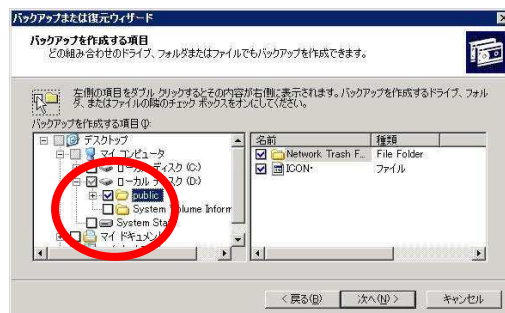 バックアップまたは復元ウィザード
バックアップを作成する項目
どの組み合わせのドライブ、フォルダまたはファイルでもバックアップを作成できます。
左側の項目をダブル クリックするとその内容が右側に表示されます。バックアップを作成するドライブ、フォル
ダ、またはファイルの隣のチェック ボックスをオンにしてください。
バックアップを作成する項目(I):
デスクトップ
マイ コンピュータ
ローカル ディスク (C:)
ローカル ディスク (D:)
public
System Volume Inform
System Sta
マイ ドキュメント
名前 種類
Network Trash F... File Folder
ICON・ ファイル
< 戻る(B) 次へ(N) > キャンセル